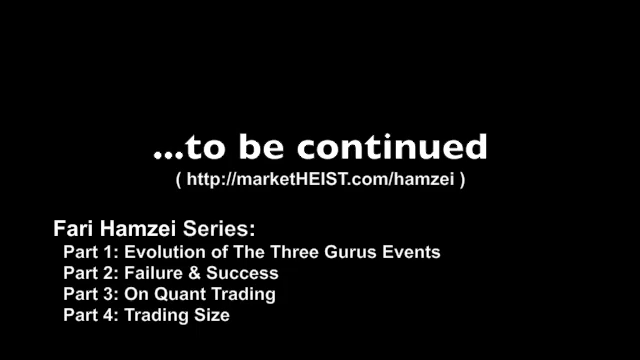 ...to be continued
( http://marketHEIST.com/hamzei )
Fari Hamzei Series:
Part 1: Evolution of The Three Gurus Events
Part 2: Failure & Success
Part 3: On Quant Trading
Part 4: Trading Size